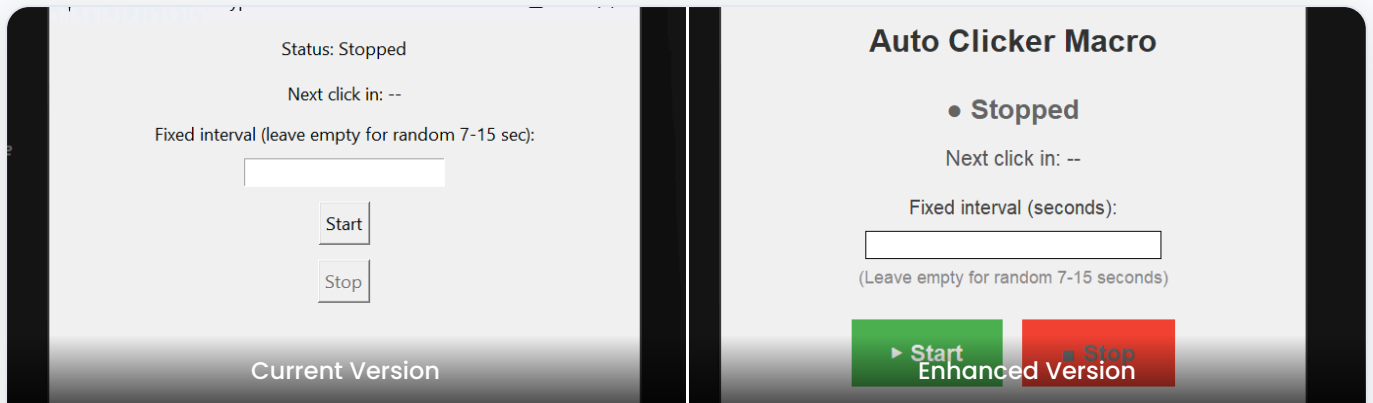 Status: Stopped
Next click in: --
Fixed interval (leave empty for random 7-15 sec):
Start
Stop
Current Version
Auto Clicker Macro
● Stopped
Next click in: --
Fixed interval (seconds):
(Leave empty for random 7-15 seconds)
▶ Start ■ Stop
Enhanced Version